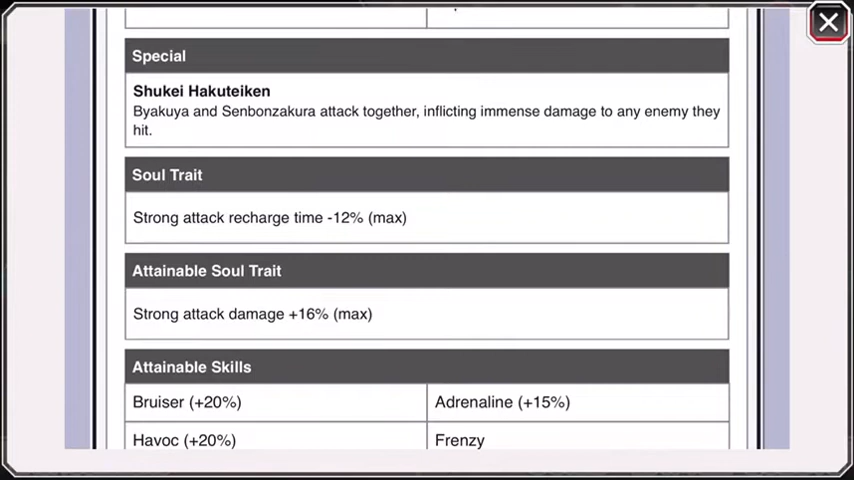 Special
Shukei Hakuteiken
Byakuya and Senbonzakura attack together, inflicting immense damage to any enemy they
hit.
Soul Trait
Strong attack recharge time -12% (max)
Attainable Soul Trait
Strong attack damage +16% (max)
Attainable Skills
Bruiser (+20%) Adrenaline (+15%)
Havoc (+20%) Frenzy